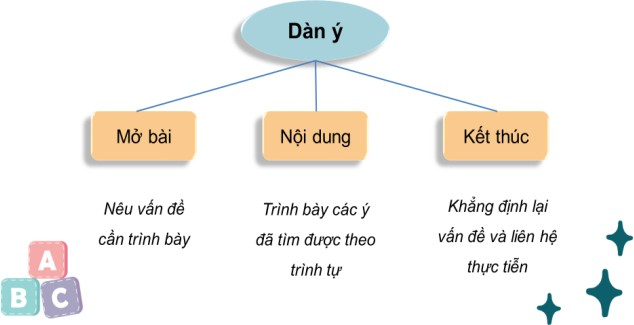 Dàn ý
Mở bài
Nội dung
Kết thúc
Nêu vấn đề
cần trình bày
Trình bày các ý
đã tìm được theo
trình tự
Khẳng định lại
vấn đề và liên hệ
thực tiễn
A
B
C